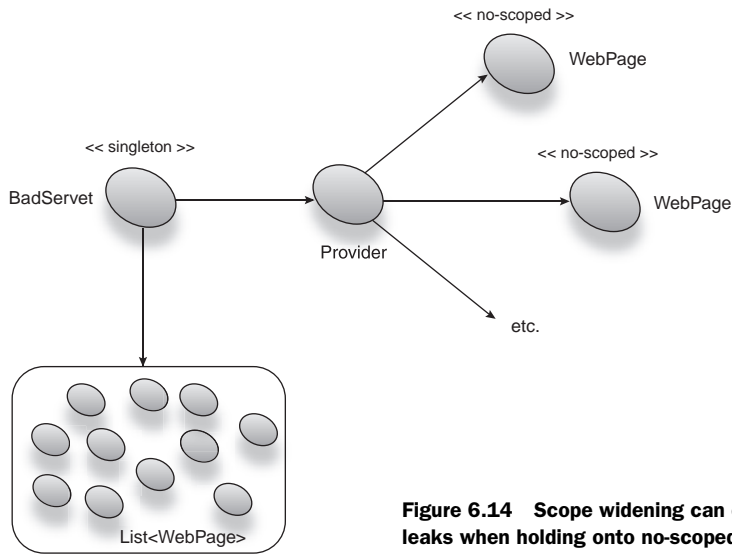 << no-scoped >>
WebPage
<< singleton >>
<< no-scoped >>
BadServet
WebPage
Provider
etc.
List<WebPage>
Figure 6.14 Scope widening can
leaks when holding onto no-scoped